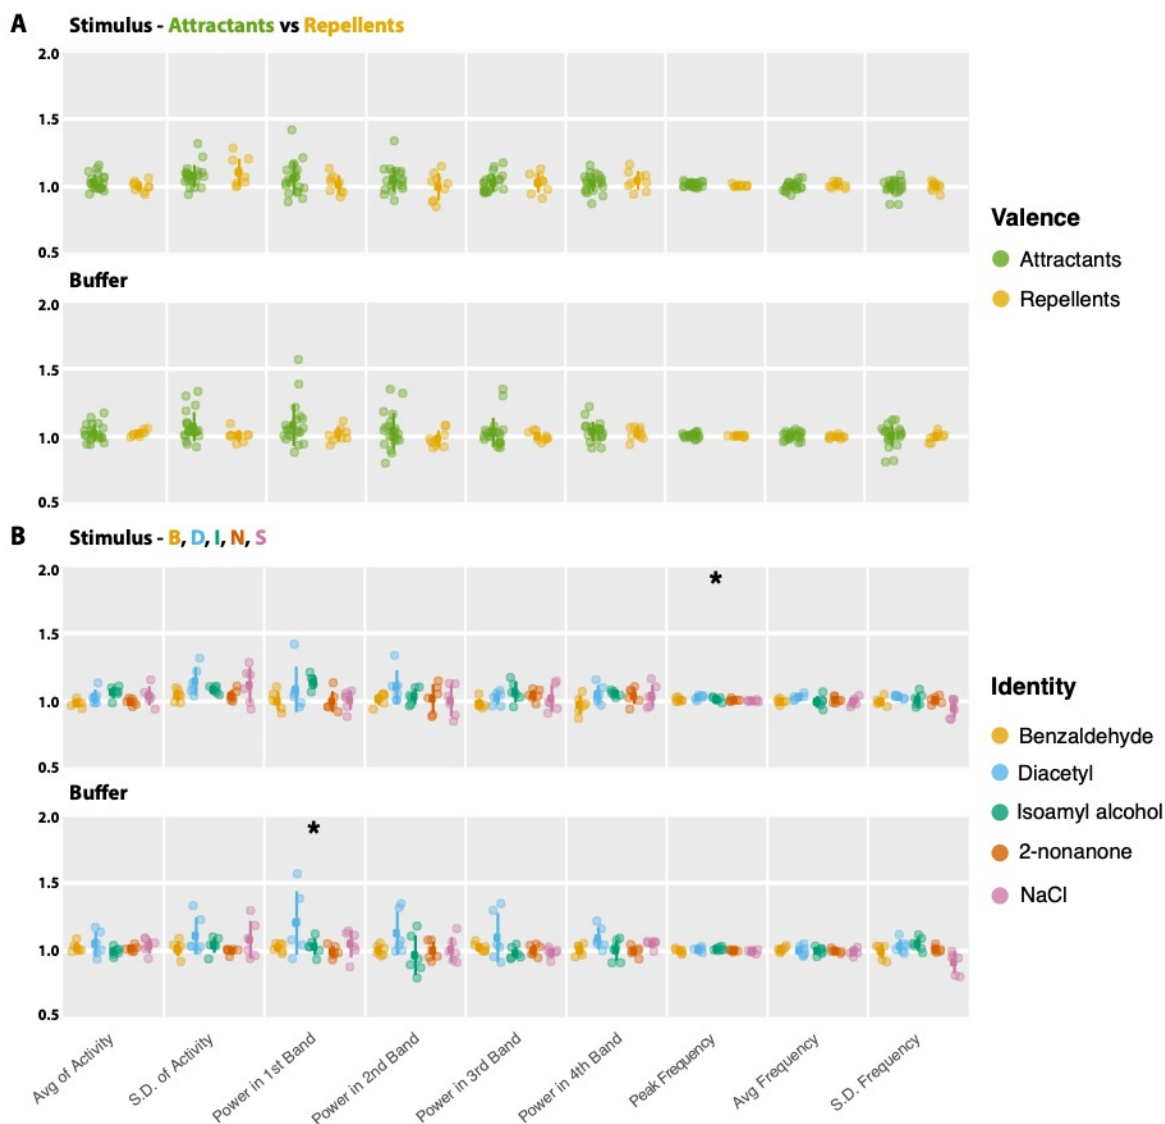 A
Stimulus - Attractants vs Repellents
2.0
1.5
1.0
0.5
Buffer
2.0
1.5
1.0
0.5
Valence
Attractants
Repellents
B
Stimulus - B, D, I, N, S
2.0
*
1.5
1.0
0.5
Buffer
2.0
*
1.5
1.0
0.5
Identity
Benzaldehyde
Diacetyl
Isoamyl alcohol
2-nonanone
NaCl
Avg of Activity
S.D. of Activity
Power in 1st Band
Power in 2nd Band
Power in 3rd Band
Power in 4th Band
Peak Frequency
Avg Frequency
S.D. Frequency